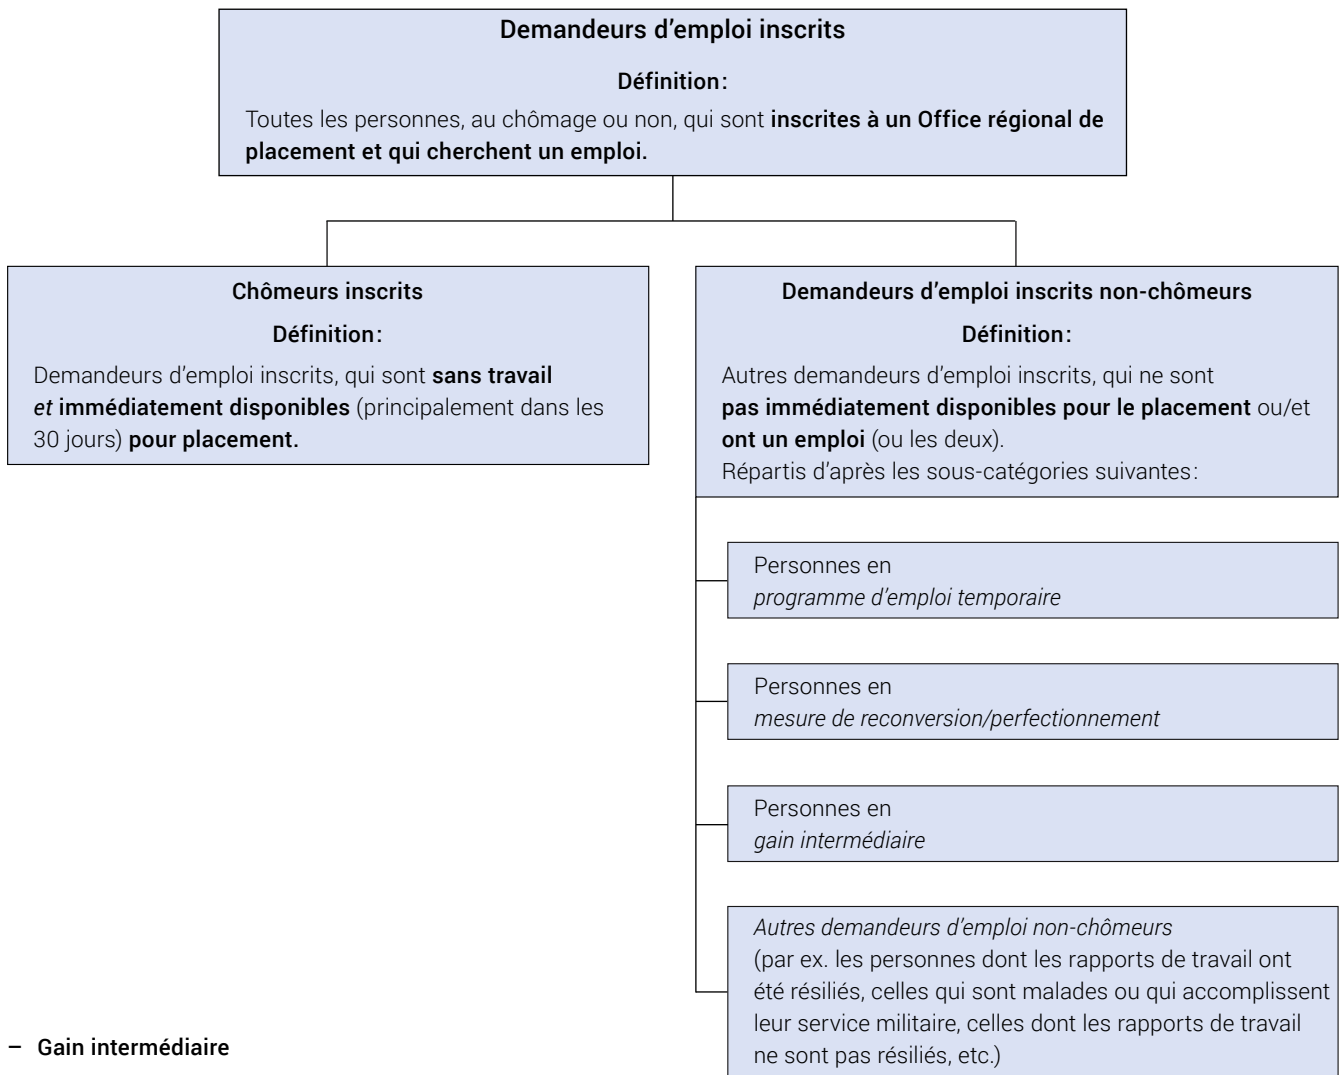 Demandeurs d’emploi inscrits
Définition:
Toutes les personnes, au chômage ou non, qui sont inscrites à un Office régional de
placement et qui cherchent un emploi.
Chômeurs inscrits
Définition:
Demandeurs d’emploi inscrits, qui sont sans travail
et immédiatement disponibles (principalement dans les
30 jours) pour placement.
Demandeurs d’emploi inscrits non-chômeurs
Définition:
Autres demandeurs d’emploi inscrits, qui ne sont
pas immédiatement disponibles pour le placement ou/et
ont un emploi (ou les deux).
Répartis d’après les sous-catégories suivantes:
Personnes en
programme d’emploi temporaire
Personnes en
mesure de reconversion/perfectionnement
Personnes en
gain intermédiaire
Autres demandeurs d’emploi non-chômeurs
(par ex. les personnes dont les rapports de travail ont
été résiliés, celles qui sont malades ou qui accomplissent
leur service militaire, celles dont les rapports de travail
ne sont pas résiliés, etc.)
– Gain intermédiaire